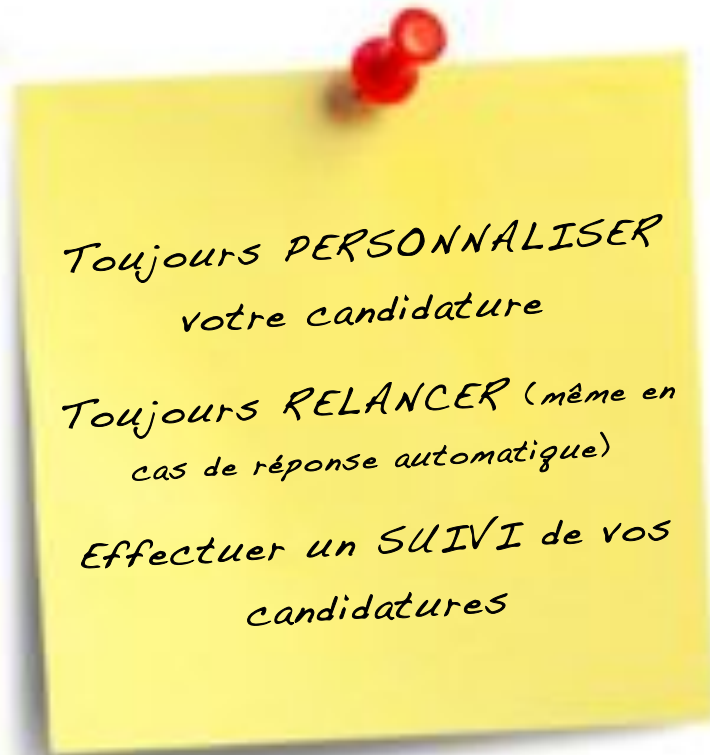 Toujours PERSONNALISER
votre candidature
Toujours RELANCER (même en
cas de réponse automatique)
Effectuer un SUIVI de vos
candidatures